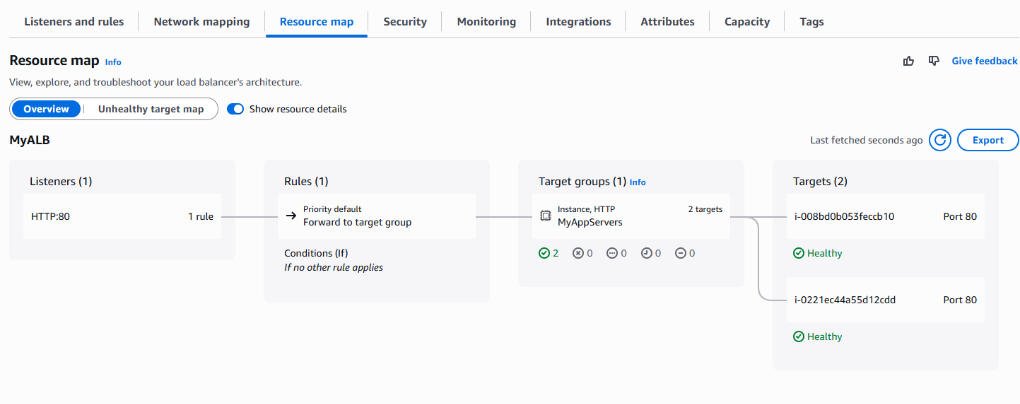 Listeners and rules
Network mapping
Resource map
Security
Monitoring
Integrations
Attributes
Capacity
Tags
Resource map Info
Give feedback
View, explore, and troubleshoot your load balancer's architecture.
Overview
Unhealthy target map
Show resource details
MyALB
Last fetched seconds ago
Export
Listeners (1)
HTTP:80
1 rule
Rules (1)
Priority default
Forward to target group
Conditions (If)
If no other rule applies
Target groups (1) Info
Instance, HTTP
2 targets
MyAppServers
2
0
0
0
0
Targets (2)
i-008bd0b053feccb10
Port 80
Healthy
i-0221ec44a55d12cdd
Port 80
Healthy